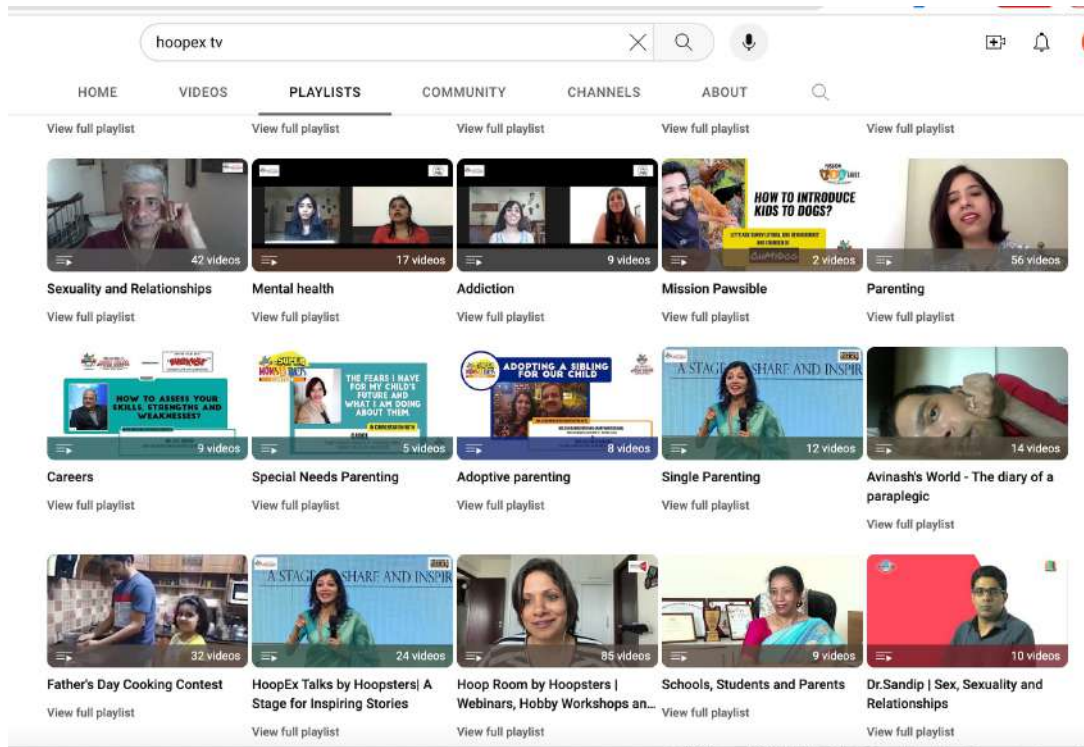 hoopex tv
HOME VIDEOS PLAYLISTS COMMUNITY CHANNELS ABOUT
View full playlist View full playlist View full playlist View full playlist View full playlist
HOW TO INTRODUCE
KIDS TO DOGS?
42 videos 17 videos 9 videos 2 videos 56 videos
Sexuality and Relationships Mental health Addiction Mission Pawsible Parenting
View full playlist View full playlist View full playlist View full playlist View full playlist
HOW TO ASSESS YOUR
SKILLS, STRENGTHS AND
WEAKNESSES?
SUPER
THE FEARS I HAVE
FOR MY CHILD'S
FUTURE AND
WHAT I AM DOING
ABOUT THEM
ADOPTING A SIBLING
FOR OUR CHILD
A STAGE SHARE AND INSPIR
9 videos 5 videos 8 videos 12 videos 14 videos
Careers Special Needs Parenting Adoptive parenting Single Parenting Avinash's World - The diary of a
paraplegic
View full playlist View full playlist View full playlist View full playlist
View full playlist
A STAG SHARE AND INSPIR
32 videos 24 videos 85 videos 9 videos 10 videos
Father's Day Cooking Contest HoopEx Talks by Hoopsters| A Hoop Room by Hoopsters | Schools, Students and Parents Dr.Sandip | Sex, Sexuality and
Stage for Inspiring Stories Webinars, Hobby Workshops an... Relationships
View full playlist View full playlist
View full playlist View full playlist View full playlist